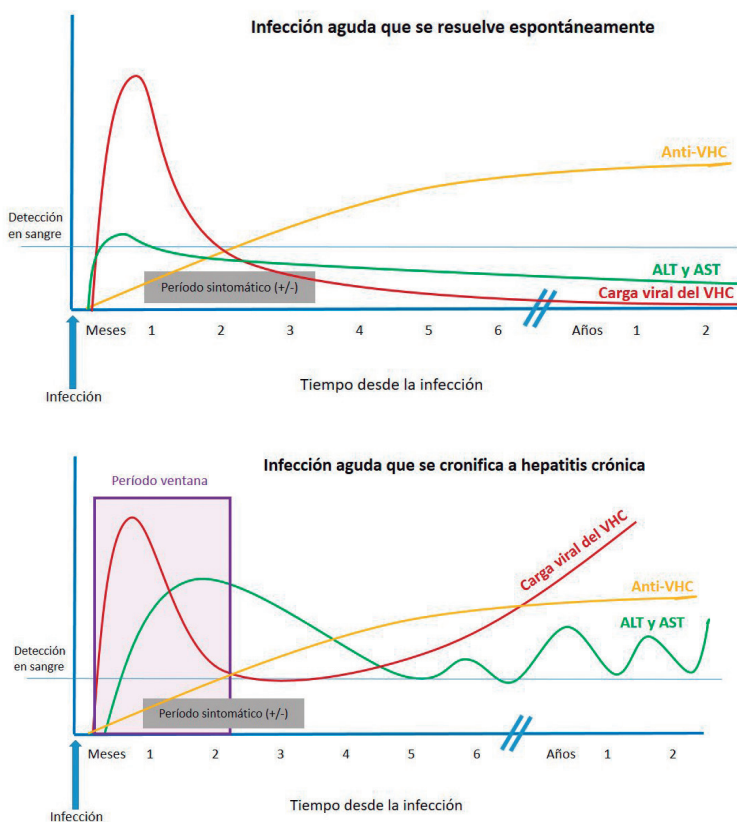 Infección aguda que se resuelve espontáneamente
Anti-VHC
Detección
en sangre
ALT y AST
Período sintomático (+/-)
Carga viral del VHC
Meses 1 2 3 4 5 6 Años 1 2
Tiempo desde la infección
Infección
Infección aguda que se cronifica a hepatitis crónica
Período ventana
Carga viral del VHC
Anti-VHC
ALT y AST
Detección
en sangre
Período sintomático (+/-)
Meses 1 2 3 4 5 6 Años 1 2
Tiempo desde la infección
Infección